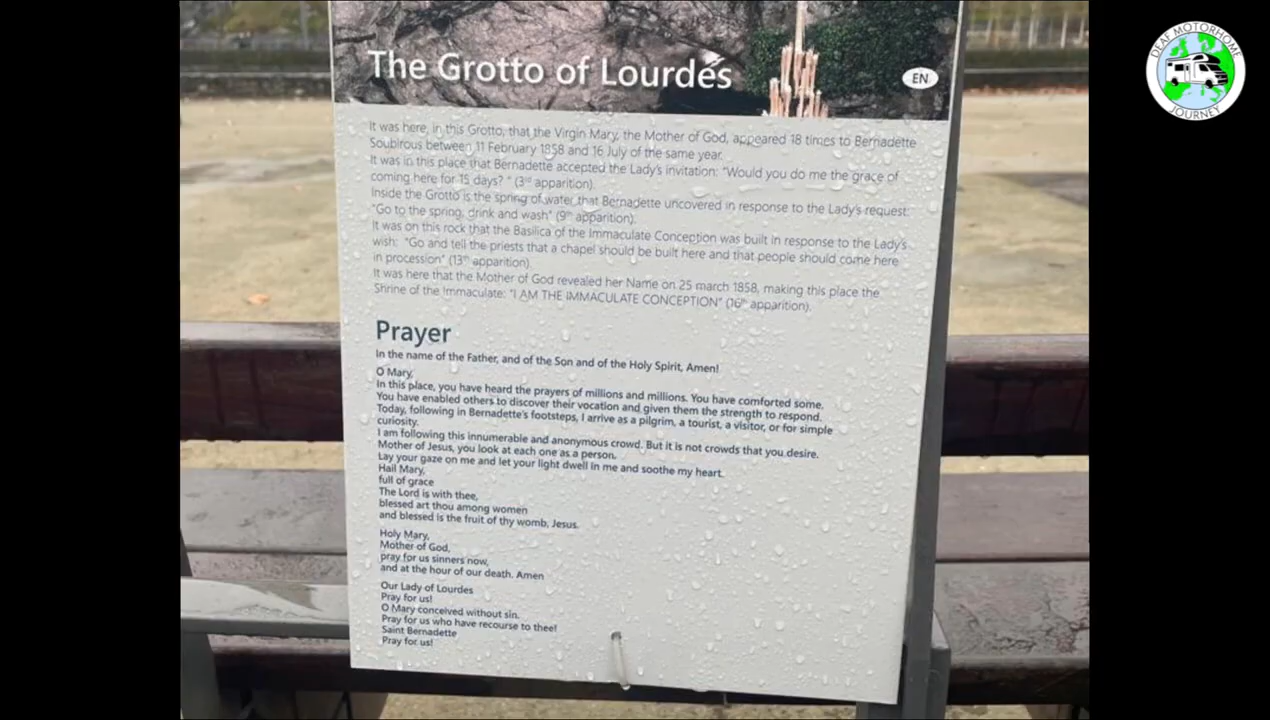 The Grotto of Lourdes
EN
DEAF MOTORHOME
JOURNEY
It was here, in this Grotto, that the Virgin Mary, the Mother of God, appeared 18 times to Bernadette
Soubirous between 11 February 1858 and 16 July of the same year.
It was in this place that Bernadette accepted the Lady's invitation: "Would you do me the grace of
coming here for 15 days? " (3rd apparition).
Inside the Grotto is the spring of water that Bernadette uncovered in response to the Lady's request:
"Go to the spring, drink and wash" (9th apparition).
It was on this rock that the Basilica of the Immaculate Conception was built in response to the Lady's
wish: "Go and tell the priests that a chapel should be built here and that people should come here
in procession" (13th apparition)
It was here that the Mother of God revealed her Name on 25 march 1858, making this place the
Shrine of the Immaculate: "I AM THE IMMACULATE CONCEPTION" (16th apparition).
Prayer
In the name of the Father, and of the Son and of the Holy Spirit, Amen!
O Mary,
In this place, you have heard the prayers of millions and millions. You have comforted some.
You have enabled others to discover their vocation and given them the strength to respond.
Today, following in Bernadette's footsteps, I arrive as a pilgrim, a tourist, a visitor, or for simple
curiosity.
I am following this innumerable and anonymous crowd. But it is not crowds that you desire.
Mother of Jesus, you look at each one as a person.
Lay your gaze on me and let your light dwell in me and soothe my heart.
Hail Mary,
full of grace
The Lord is with thee,
blessed art thou among women
and blessed is the fruit of thy womb, Jesus.
Holy Mary,
Mother of God,
pray for us sinners now,
and at the hour of our death. Amen
Our Lady of Lourdes
Pray for us!
O Mary conceived without sin.
Pray for us who have recourse to thee!
Saint Bernadette
Pray for us!